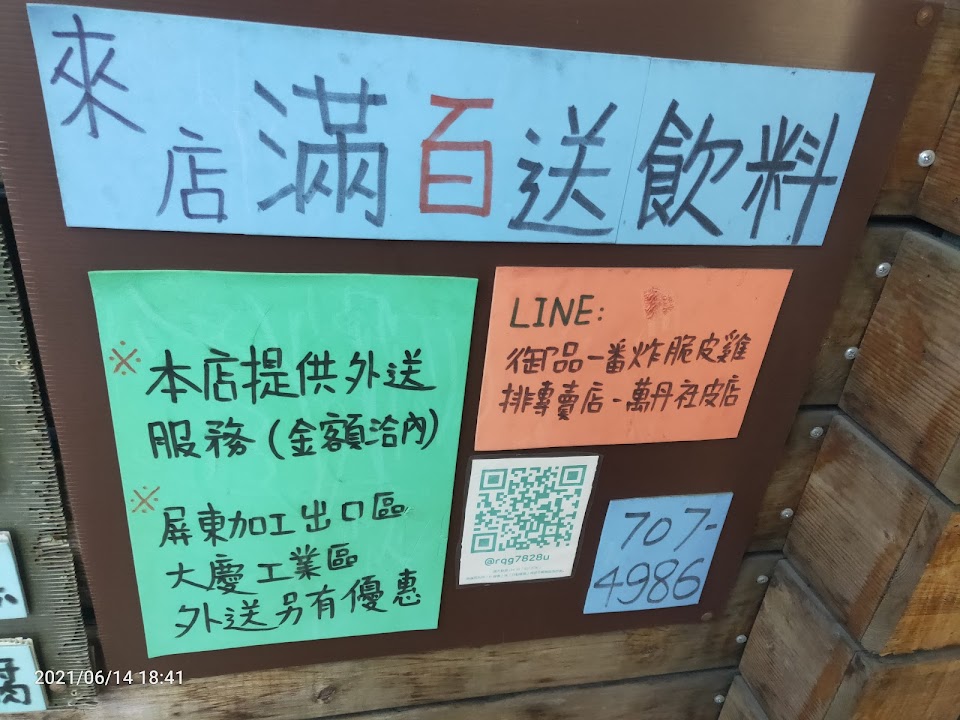 來店滿百送飲料
※本店提供外送
服務(金額洽內)
※屏東加工出口區
大慶工業區
外送另有優惠
LINE:
御品一番炸脆皮雞
排專賣店-萬丹社皮店
@rqg7828u
707-
4986
2021/06/14 18:41